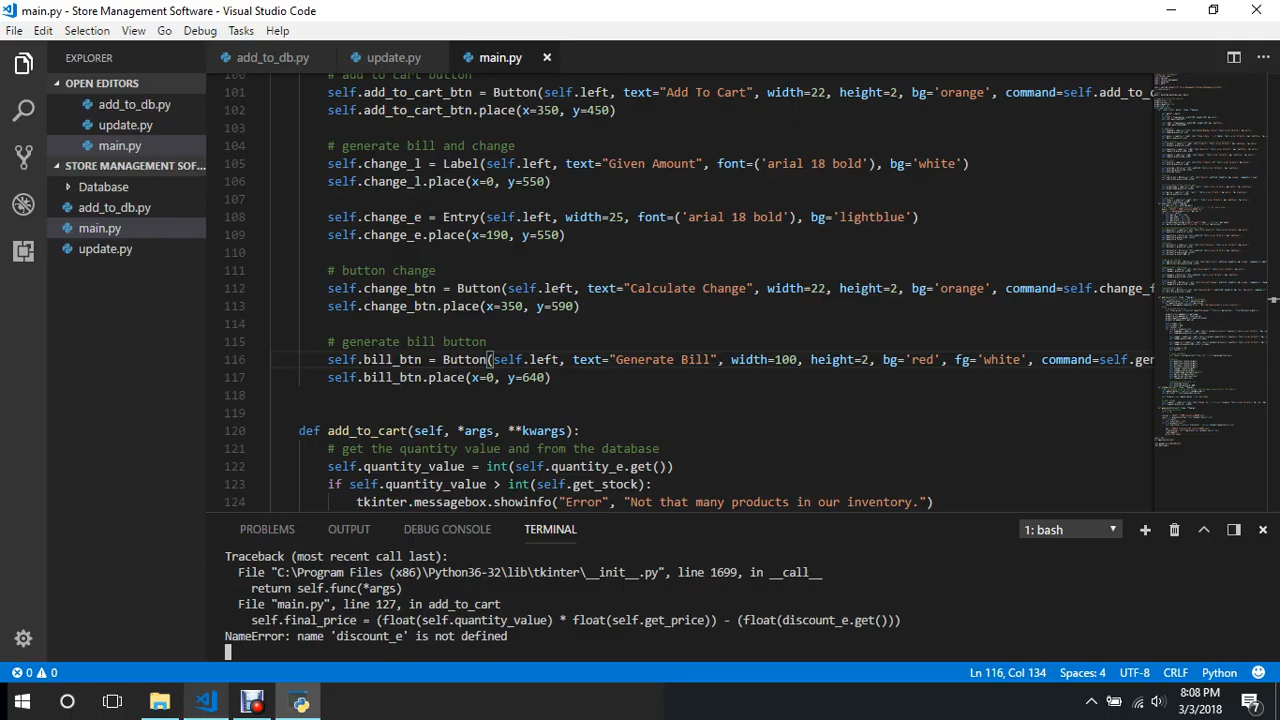 main.py - Store Management Software - Visual Studio Code
File Edit Selection View Go Debug Tasks Help
EXPLORER
OPEN EDITORS
add_to_db.py
update.py
main.py
STORE MANAGEMENT SOF...
Database
add_to_db.py
main.py
update.py
add_to_db.py update.py main.py
100 # add to cart button
101 self.add_to_cart_btn = Button(self.left, text="Add To Cart", width=22, height=2, bg='orange', command=self.add_to_c
102 self.add_to_cart_btn.place(x=350, y=450)
103
104 # generate bill and change
105 self.change_l = Label(self.left, text="Given Amount", font=('arial 18 bold'), bg='white')
106 self.change_l.place(x=0, y=550)
107
108 self.change_e = Entry(self.left, width=25, font=('arial 18 bold'), bg='lightblue')
109 self.change_e.place(x=190, y=550)
110
111 # button change
112 self.change_btn = Button(self.left, text="Calculate Change", width=22, height=2, bg='orange', command=self.change_f
113 self.change_btn.place(x=350, y=590)
114
115 # generate bill button
116 self.bill_btn = Button(self.left, text="Generate Bill", width=100, height=2, bg='red', fg='white', command=self.gen
117 self.bill_btn.place(x=0, y=640)
118
119
120 def add_to_cart(self, *args, **kwargs):
121 # get the quantity value and from the database
122 self.quantity_value = int(self.quantity_e.get())
123 if self.quantity_value > int(self.get_stock):
124 tkinter.messagebox.showinfo("Error", "Not that many products in our inventory.")
PROBLEMS OUTPUT DEBUG CONSOLE TERMINAL 1: bash
Traceback (most recent call last):
File "C:\Program Files (x86)\Python36-32\lib\tkinter\__init__.py", line 1699, in __call__
return self.func(*args)
File "main.py", line 127, in add_to_cart
self.final_price = (float(self.quantity_value) * float(self.get_price)) - (float(discount_e.get()))
NameError: name 'discount_e' is not defined
0 0 Ln 116, Col 134 Spaces: 4 UTF-8 CRLF Python
8:08 PM
3/3/2018
7